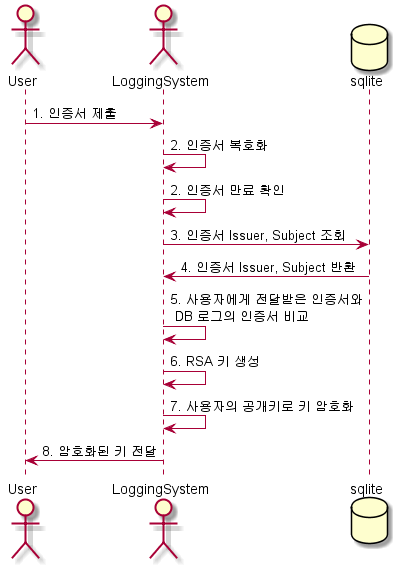 User
LoggingSystem
sqlite
1. 인증서 제출
2. 인증서 복호화
2. 인증서 만료 확인
3. 인증서 Issuer, Subject 조회
4. 인증서 Issuer, Subject 반환
5. 사용자에게 전달받은 인증서와
DB 로그의 인증서 비교
6. RSA 키 생성
7. 사용자의 공개키로 키 암호화
8. 암호화된 키 전달
User
LoggingSystem
sqlite